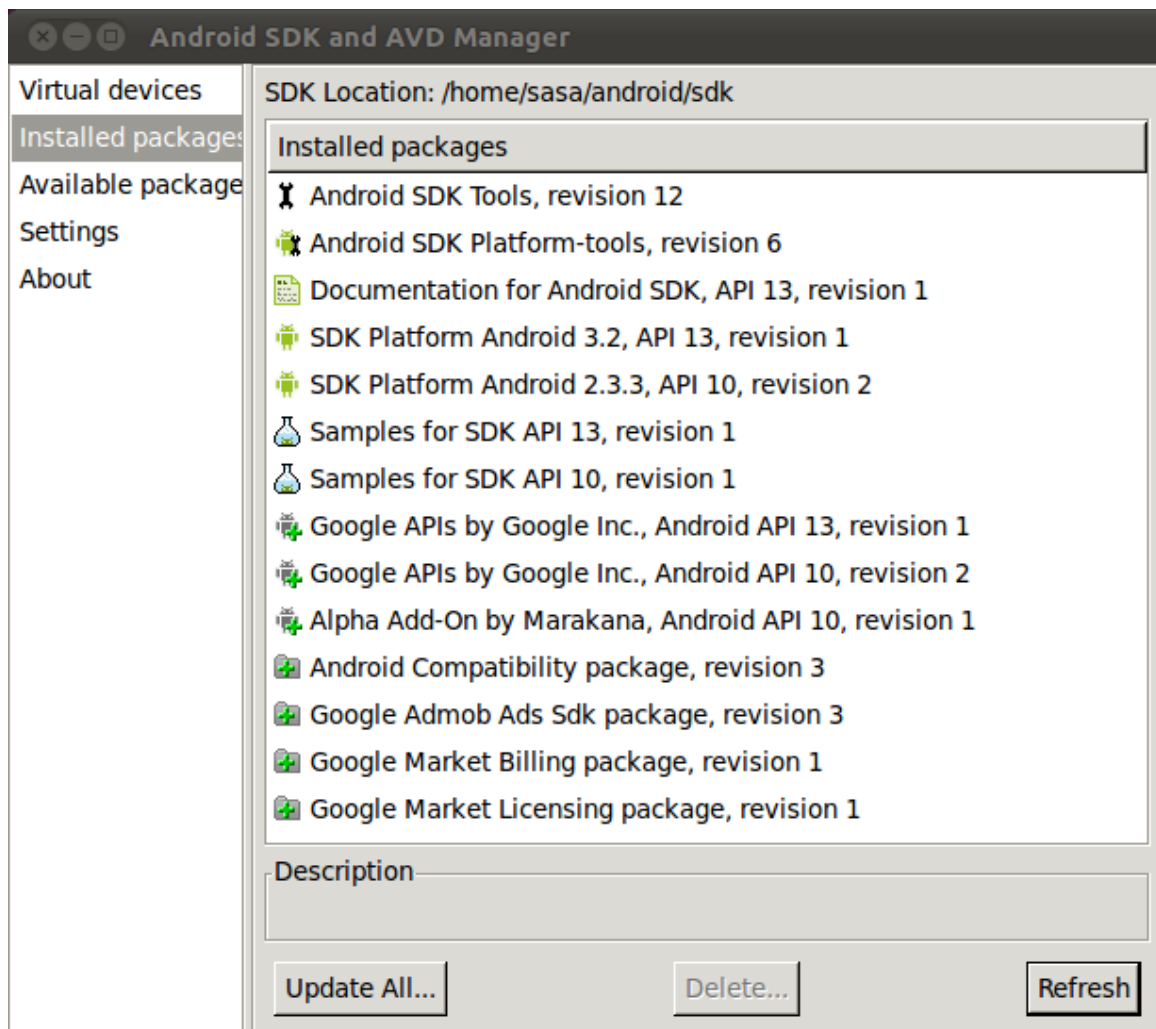 Android SDK and AVD Manager
Virtual devices
Installed packages
Available package
Settings
About
SDK Location: /home/sasa/android/sdk
Installed packages
Android SDK Tools, revision 12
Android SDK Platform-tools, revision 6
Documentation for Android SDK, API 13, revision 1
SDK Platform Android 3.2, API 13, revision 1
SDK Platform Android 2.3.3, API 10, revision 2
Samples for SDK API 13, revision 1
Samples for SDK API 10, revision 1
Google APIs by Google Inc., Android API 13, revision 1
Google APIs by Google Inc., Android API 10, revision 2
Alpha Add-On by Marakana, Android API 10, revision 1
Android Compatibility package, revision 3
Google Admob Ads Sdk package, revision 3
Google Market Billing package, revision 1
Google Market Licensing package, revision 1
Description
Update All...
Delete...
Refresh